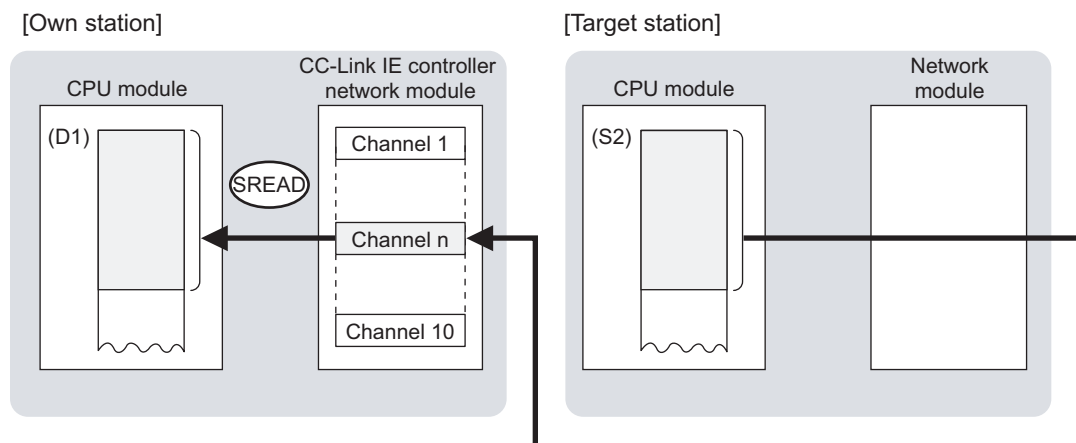 [Own station]
CPU module
(D1)
SREAD
CC-Link IE controller
network module
Channel 1
Channel n
Channel 10
[Target station]
CPU module
(S2)
Network
module